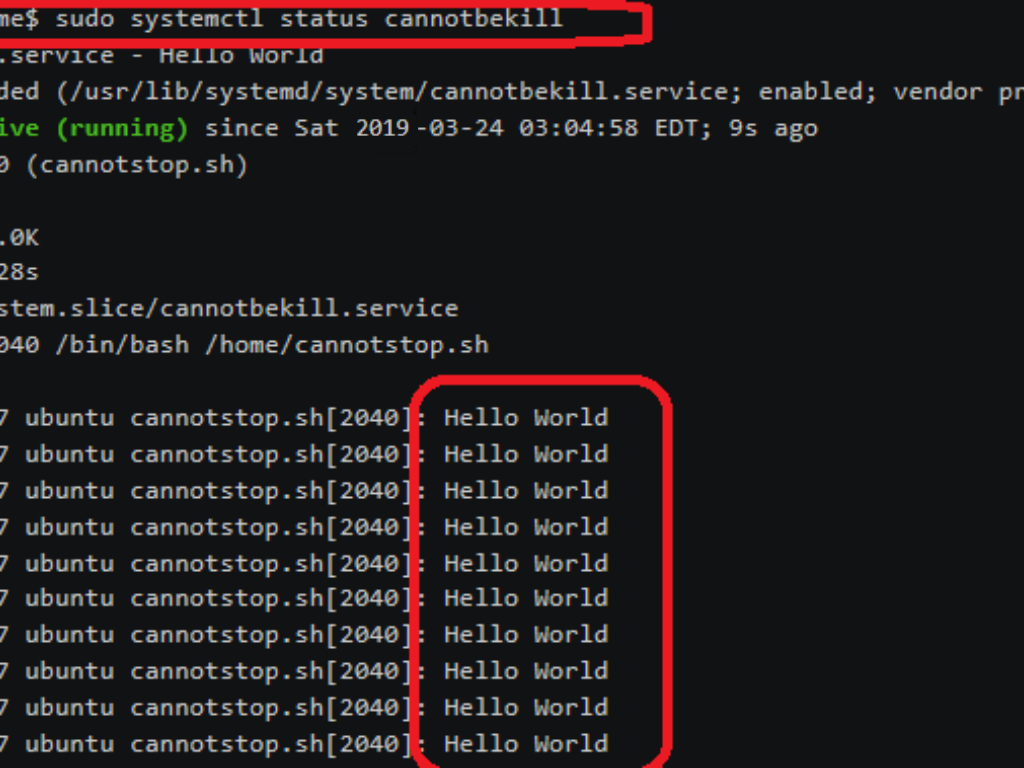 me$ sudo systemctl status cannotbekill
.service - Hello World
ded (/usr/lib/systemd/system/cannotbekill.service; enabled; vendor pr
ive (running) since Sat 2019-03-24 03:04:58 EDT; 9s ago
0 (cannotstop.sh)
.0K
28s
stem.slice/cannotbekill.service
040 /bin/bash /home/cannotstop.sh
7 ubuntu cannotstop.sh[2040]: Hello World
7 ubuntu cannotstop.sh[2040]: Hello World
7 ubuntu cannotstop.sh[2040]: Hello World
7 ubuntu cannotstop.sh[2040]: Hello World
7 ubuntu cannotstop.sh[2040]: Hello World
7 ubuntu cannotstop.sh[2040]: Hello World
7 ubuntu cannotstop.sh[2040]: Hello World
7 ubuntu cannotstop.sh[2040]: Hello World
7 ubuntu cannotstop.sh[2040]: Hello World
7 ubuntu cannotstop.sh[2040]: Hello World